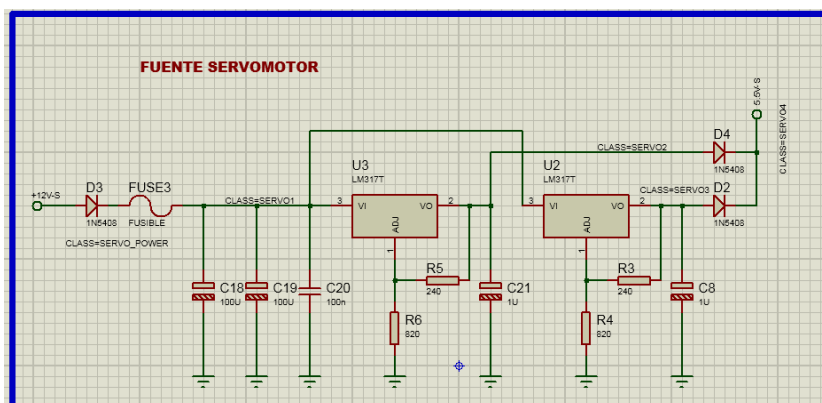 FUENTE SERVOMOTOR
+12V-S
D3
1N5408
CLASS=SERVO_POWER
FUSE3
FUSIBLE
CLASS=SERVO1
C18
100U
C19
100U
C20
100n
U3
LM317T
3
VI
VO
2
ADJ
1
R5
240
R6
820
C21
1U
CLASS=SERVO2
U2
LM317T
3
VI
VO
2
ADJ
1
R3
240
R4
820
C8
1U
CLASS=SERVO3
D4
1N5408
D2
1N5408
5.5V-S
CLASS=SERVO4